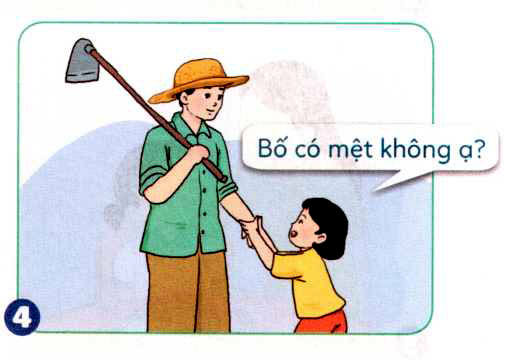 Bố có mệt không ạ?
4